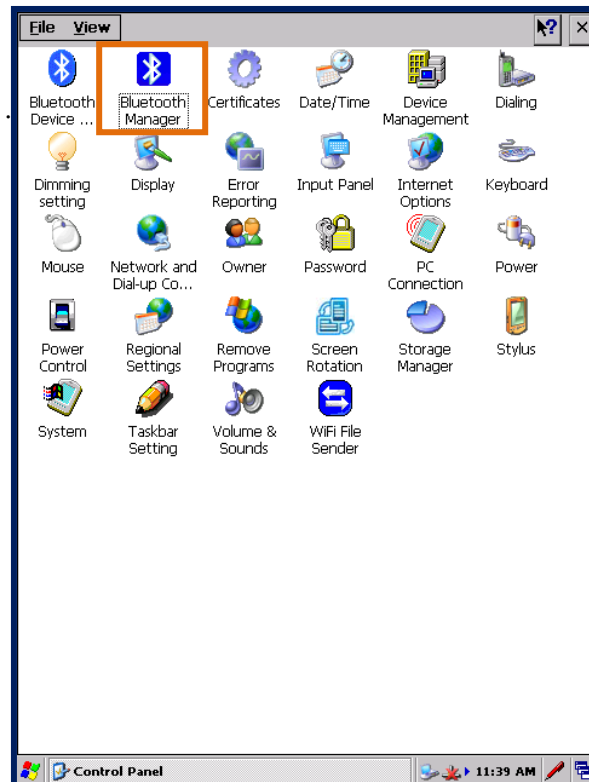 File View
?
×
Bluetooth Bluetooth Certificates Date/Time Device Dialing
Device ... Manager Management
Dimming Display Error Input Panel Internet Keyboard
setting Reporting Options
Mouse Network and Owner Password PC Power
Dial-up Co... Connection
Power Regional Remove Screen Storage Stylus
Control Settings Programs Rotation Manager
System Taskbar Volume & WiFi File
Setting Sounds Sender
Control Panel 11:39 AM